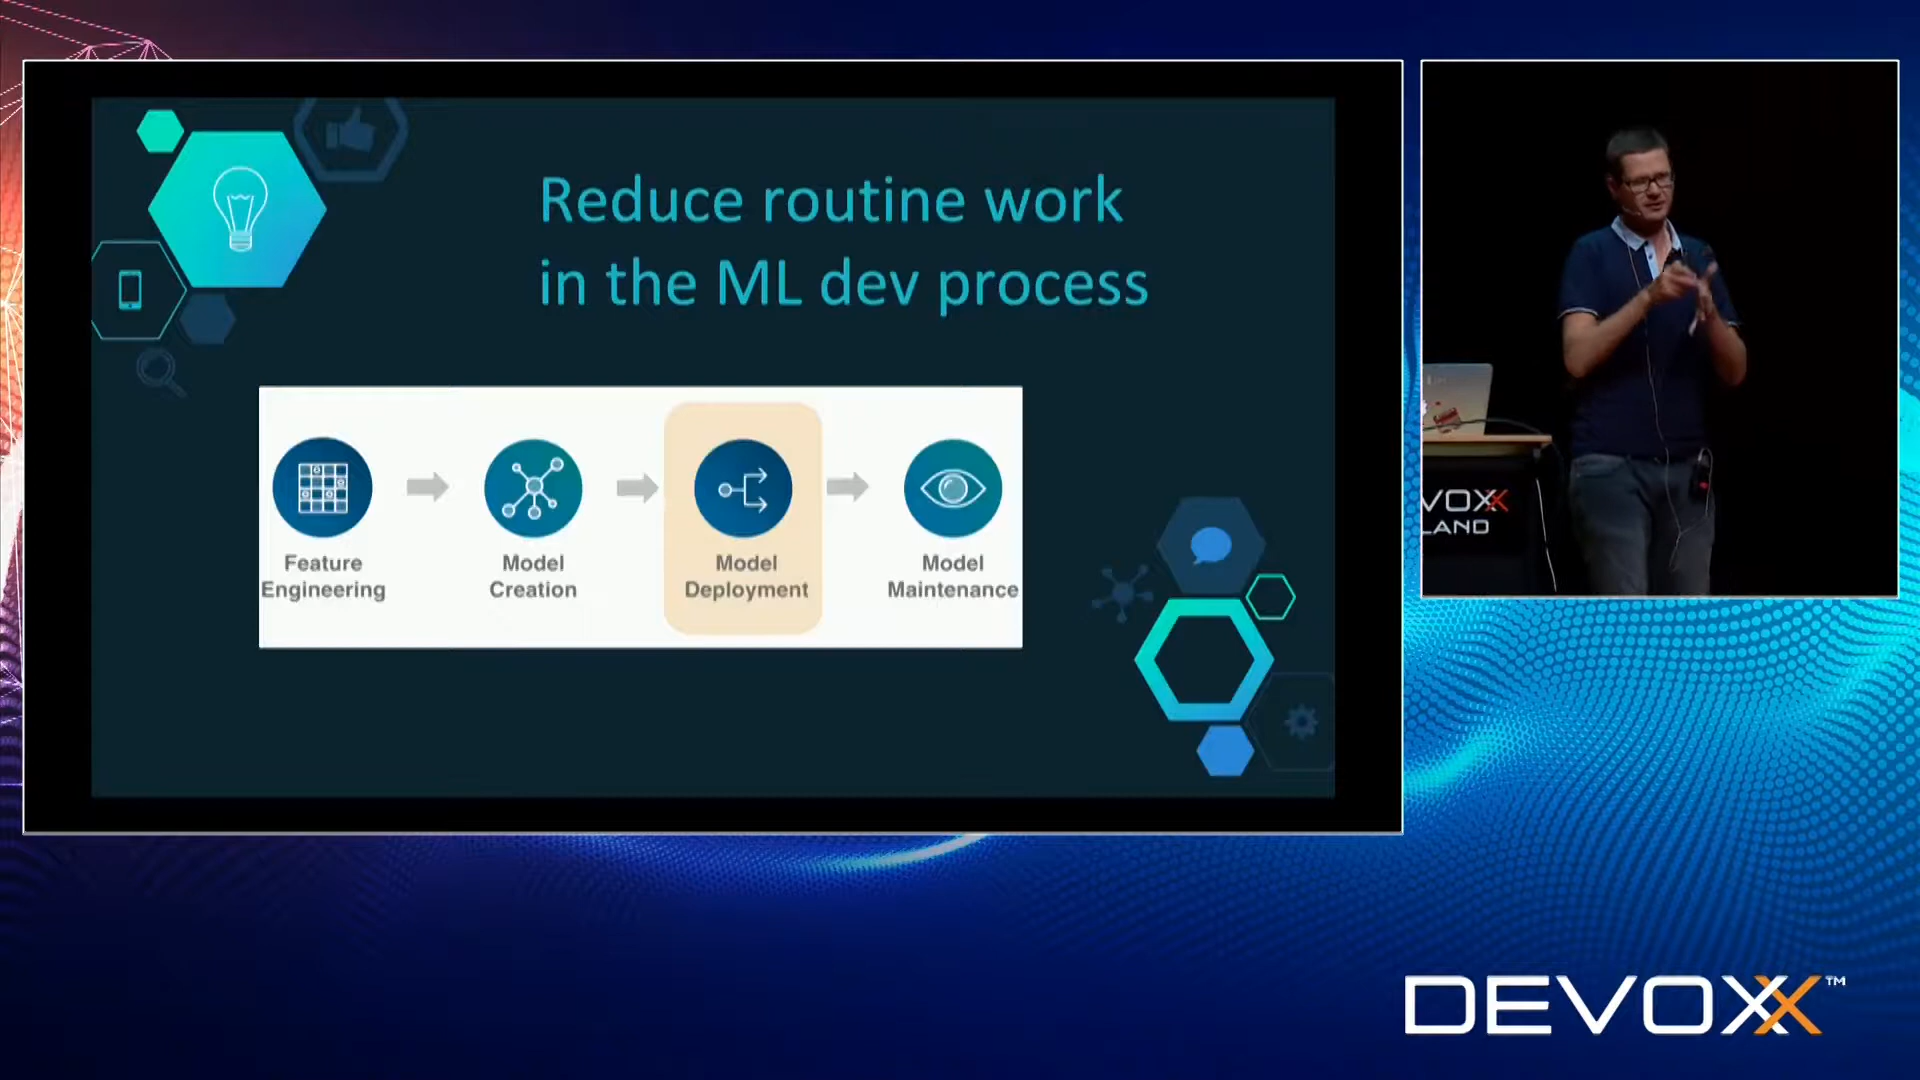 Reduce routine work
in the ML dev process
Feature
Engineering
Model
Creation
Model
Deployment
Model
Maintenance
VOXX
LAND
DEVOXX™